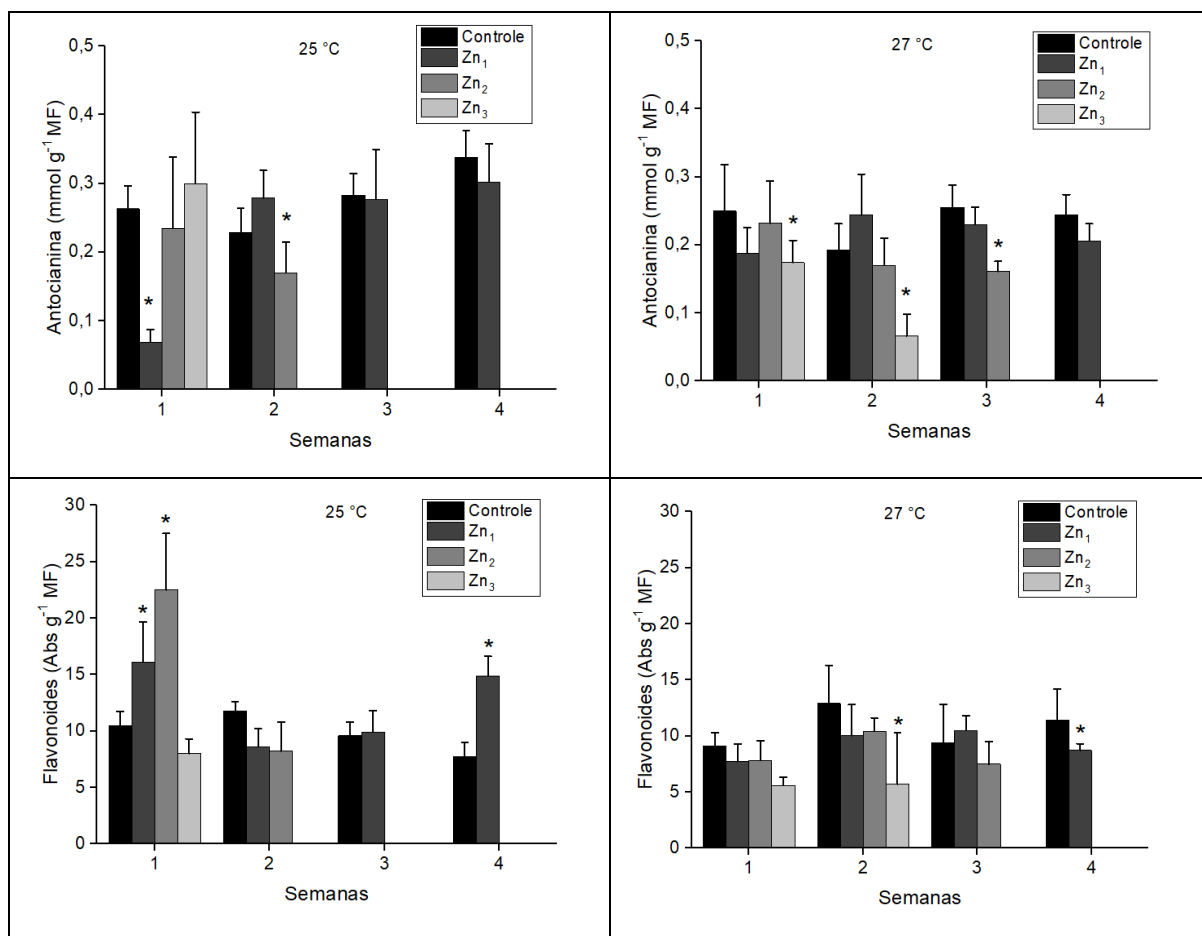 Antocianina (mmol g⁻¹ MF)
0,5
0,4
0,3
0,2
0,1
0,0
25 °C
Controle
Zn₁
Zn₂
Zn₃
*
*
1 2 3 4
Semanas
Antocianina (mmol g⁻¹ MF)
0,5
0,4
0,3
0,2
0,1
0,0
27 °C
Controle
Zn₁
Zn₂
Zn₃
*
*
*
1 2 3 4
Semanas
Flavonoides (Abs g⁻¹ MF)
30
25
20
15
10
5
0
25 °C
Controle
Zn₁
Zn₂
Zn₃
*
*
*
1 2 3 4
Semanas
Flavonoides (Abs g⁻¹ MF)
30
25
20
15
10
5
0
27 °C
Controle
Zn₁
Zn₂
Zn₃
*
*
1 2 3 4
Semanas